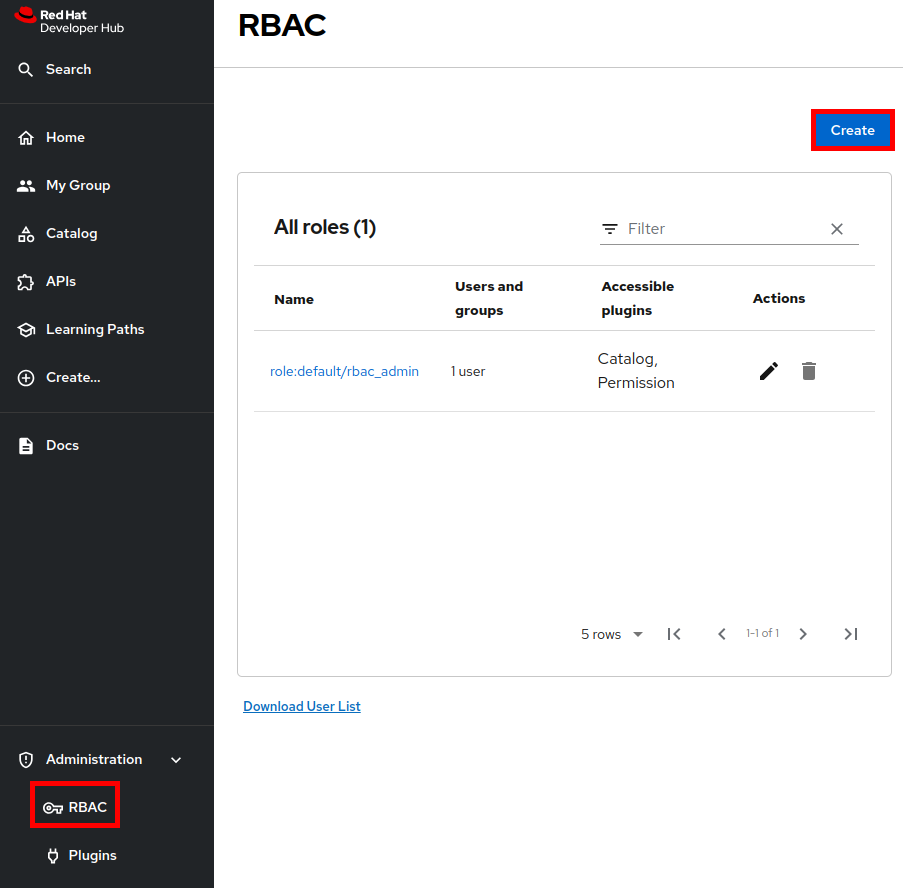 Red Hat
Developer Hub
Search
Home
My Group
Catalog
APIs
Learning Paths
Create...
Docs
Administration
RBAC
Plugins
RBAC
Create
All roles (1)
Filter
Name
Users and
groups
Accessible
plugins
Actions
role:default/rbac_admin
1 user
Catalog,
Permission
5 rows
1-1 of 1
Download User List